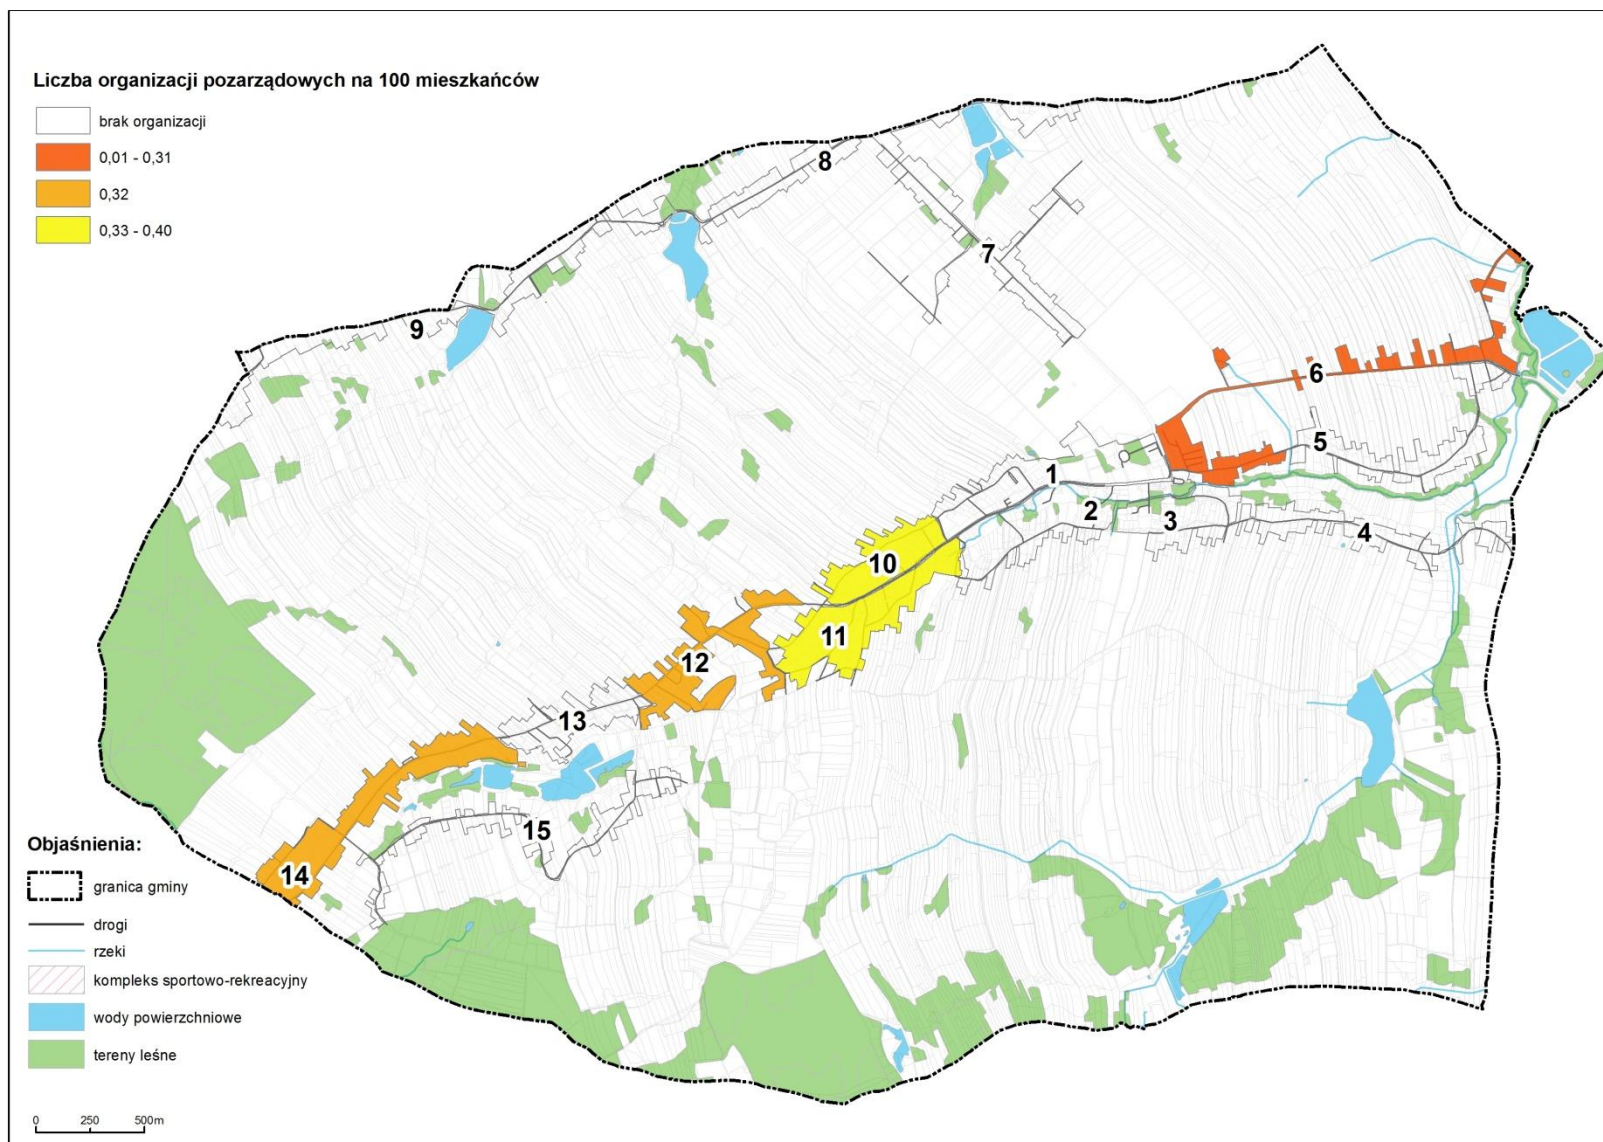 Liczba organizacji pozarządowych na 100 mieszkańców
brak organizacji
0,01 - 0,31
0,32
0,33 - 0,40
8
7
9
6
5
1
2
3
4
10
11
12
13
15
14
Objaśnienia:
granica gminy
drogi
rzeki
kompleks sportowo-rekreacyjny
wody powierzchniowe
tereny leśne
0 250 500m